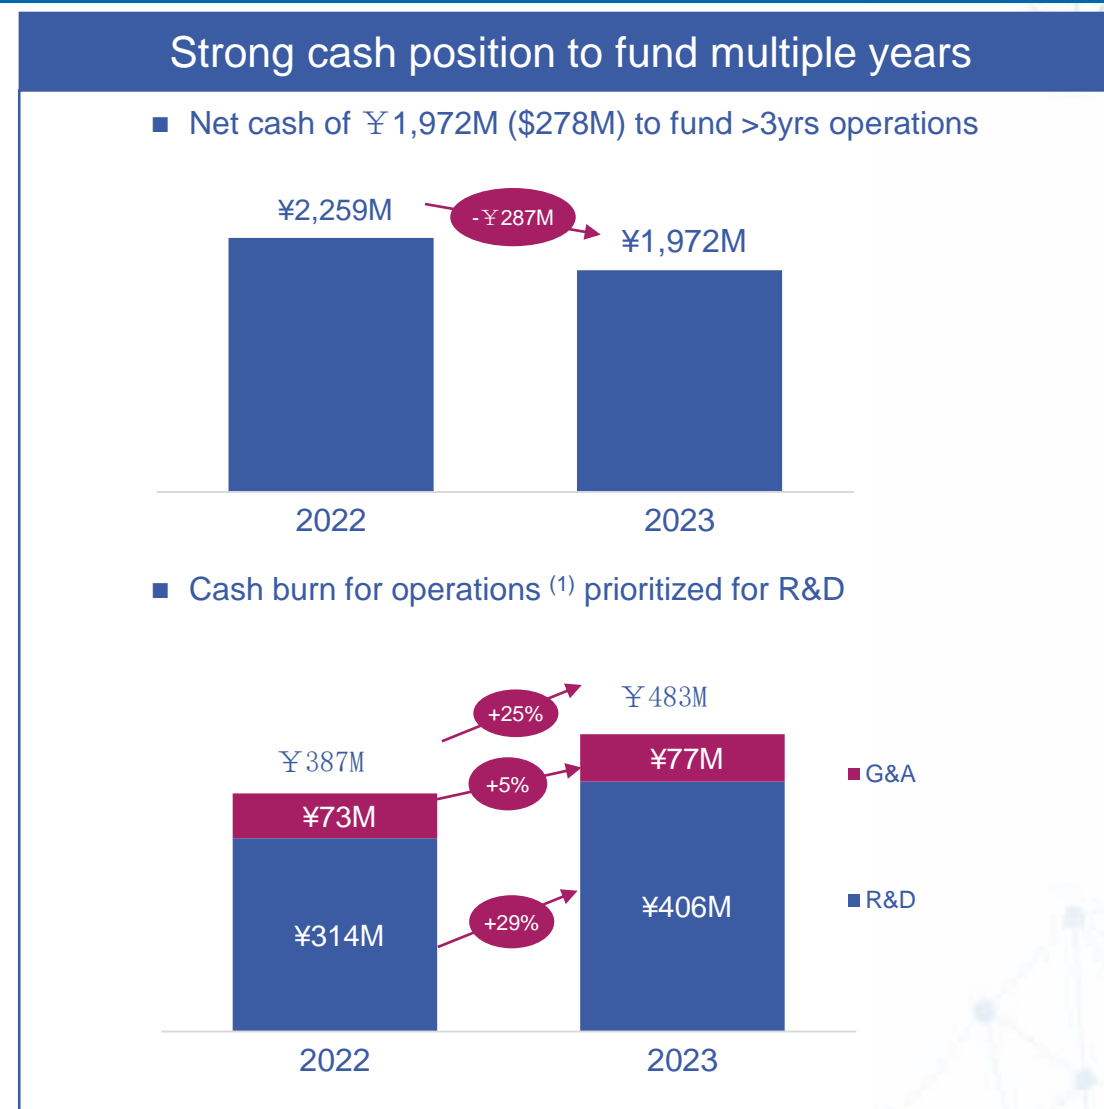 Strong cash position to fund multiple years
■ Net cash of ￥1,972M ($278M) to fund >3yrs operations
¥2,259M
-￥287M
¥1,972M
2022
2023
■ Cash burn for operations (1) prioritized for R&D
+25%
￥483M
￥387M
¥77M
G&A
+5%
¥73M
R&D
¥406M
+29%
¥314M
2022
2023